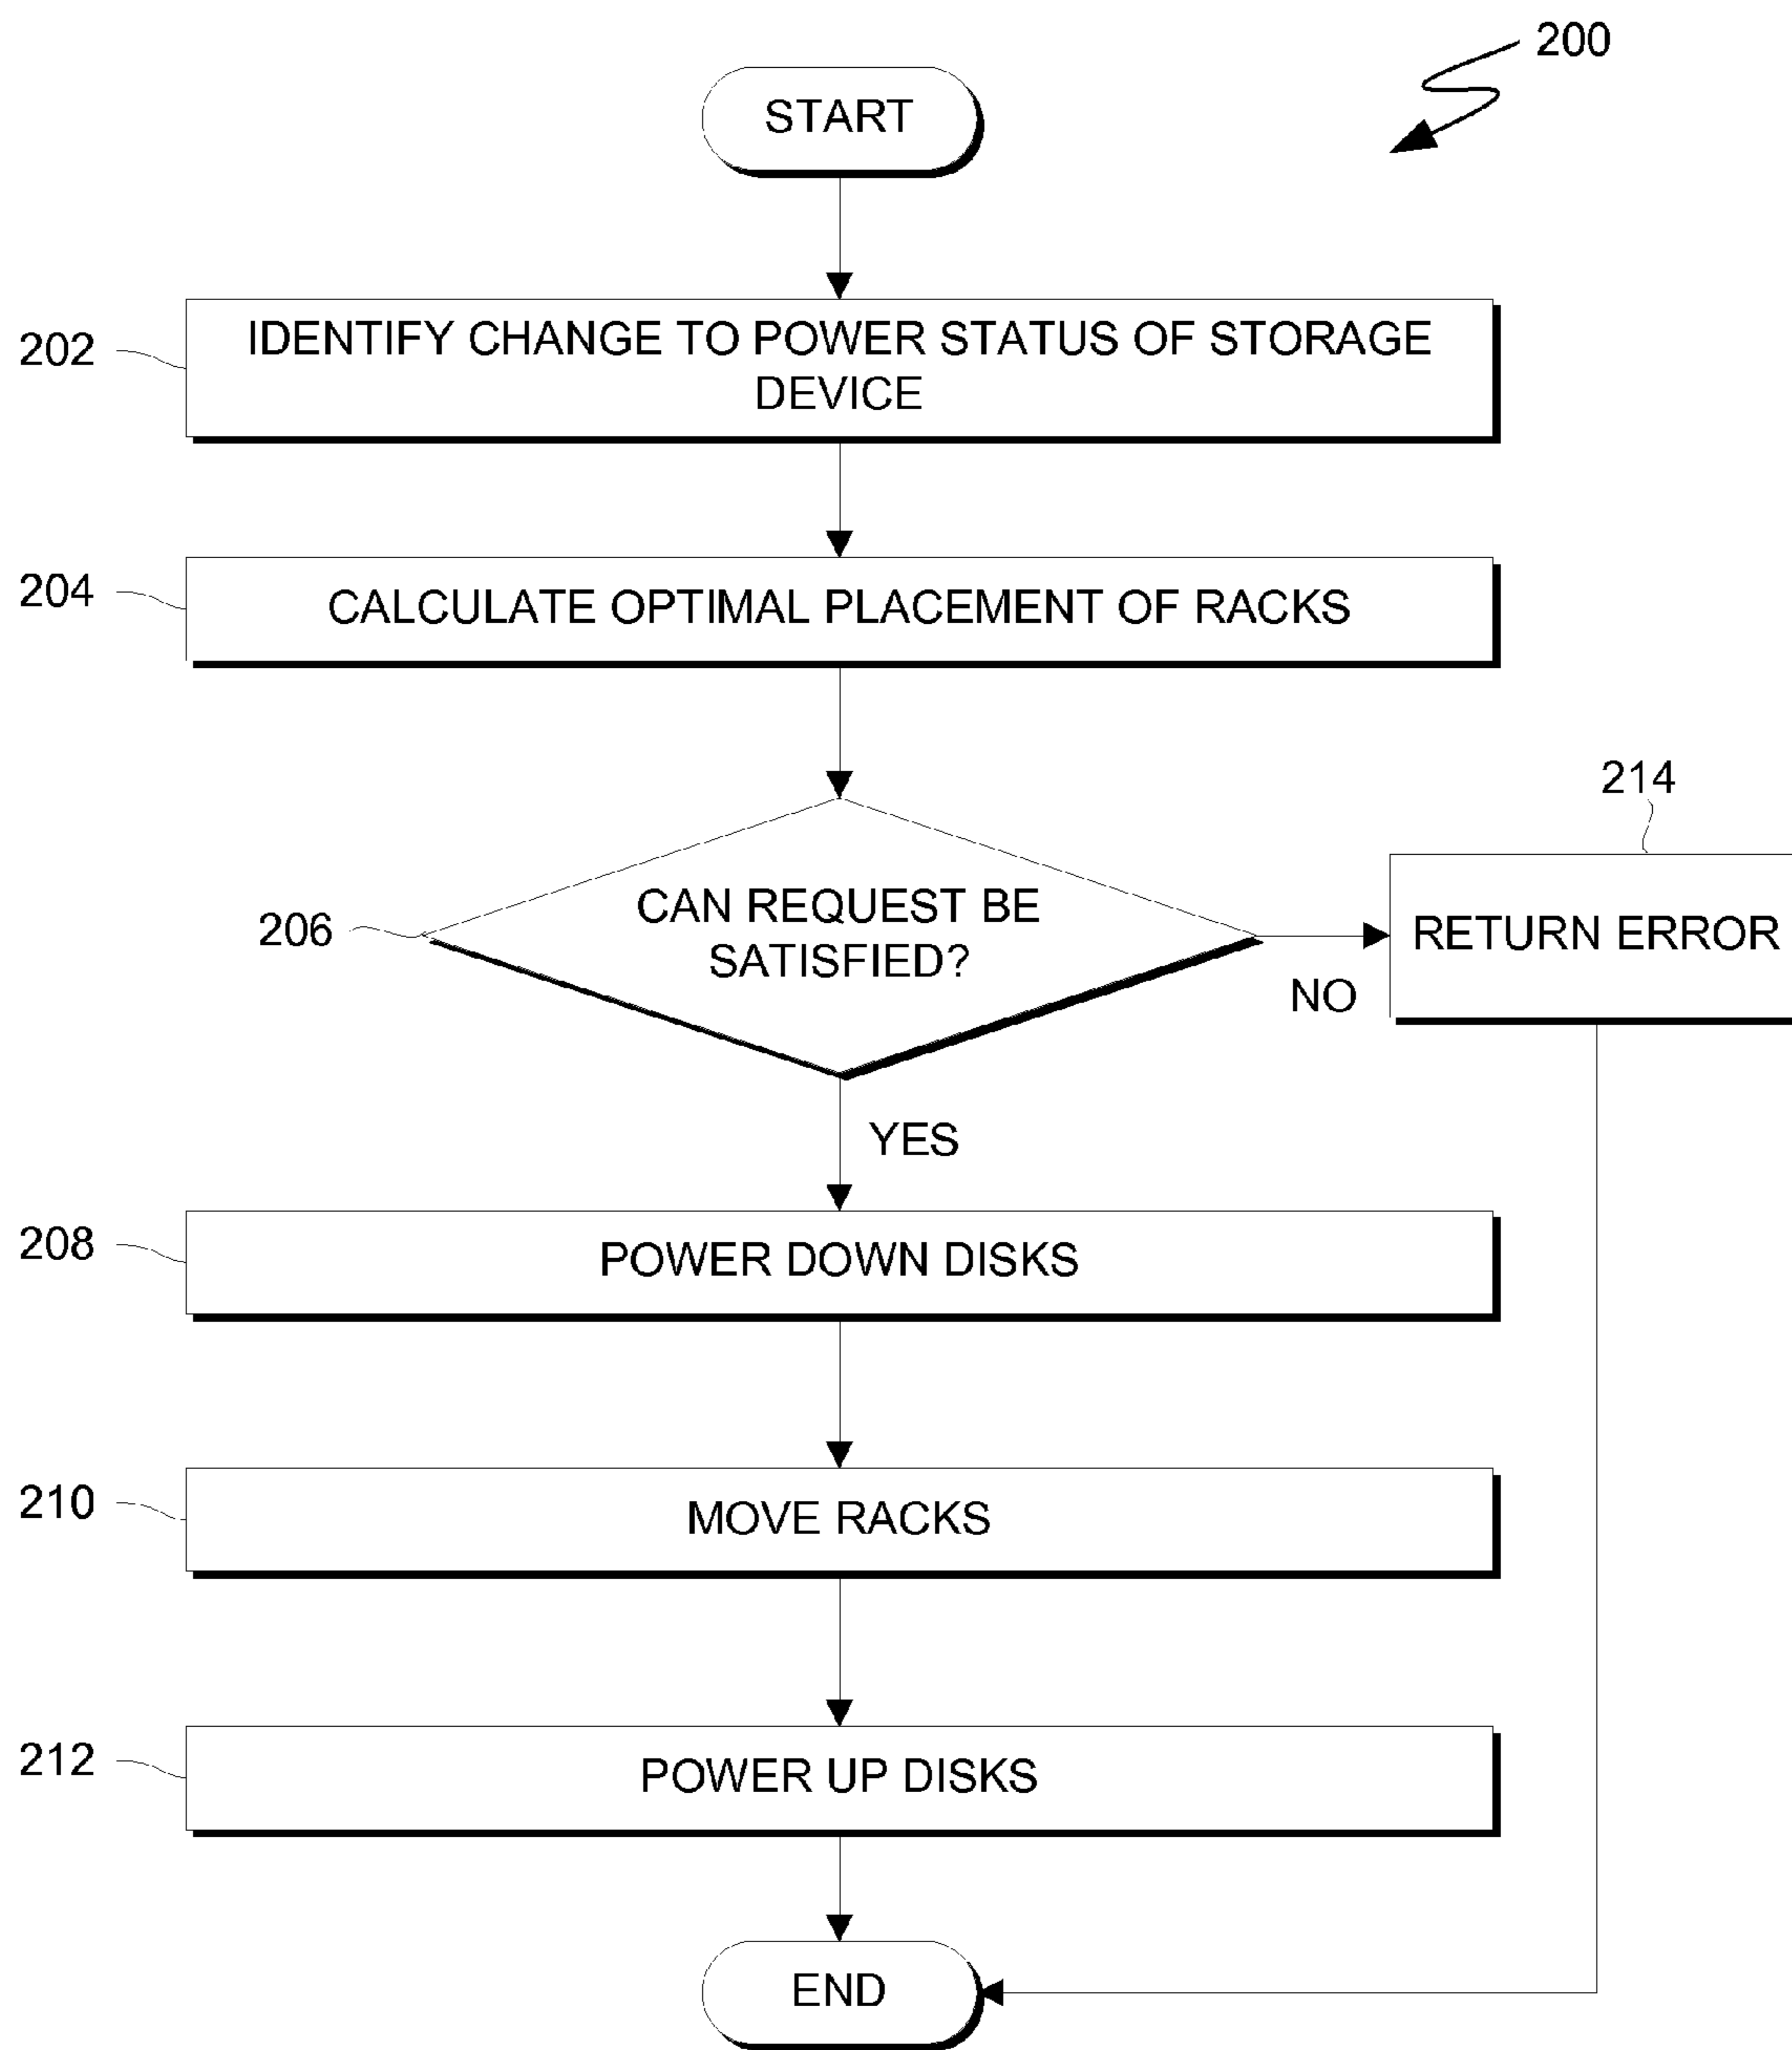 200
START
202
IDENTIFY CHANGE TO POWER STATUS OF STORAGE
DEVICE
204
CALCULATE OPTIMAL PLACEMENT OF RACKS
214
206
CAN REQUEST BE
SATISFIED?
RETURN ERROR
NO
YES
208
POWER DOWN DISKS
210
MOVE RACKS
212
POWER UP DISKS
END